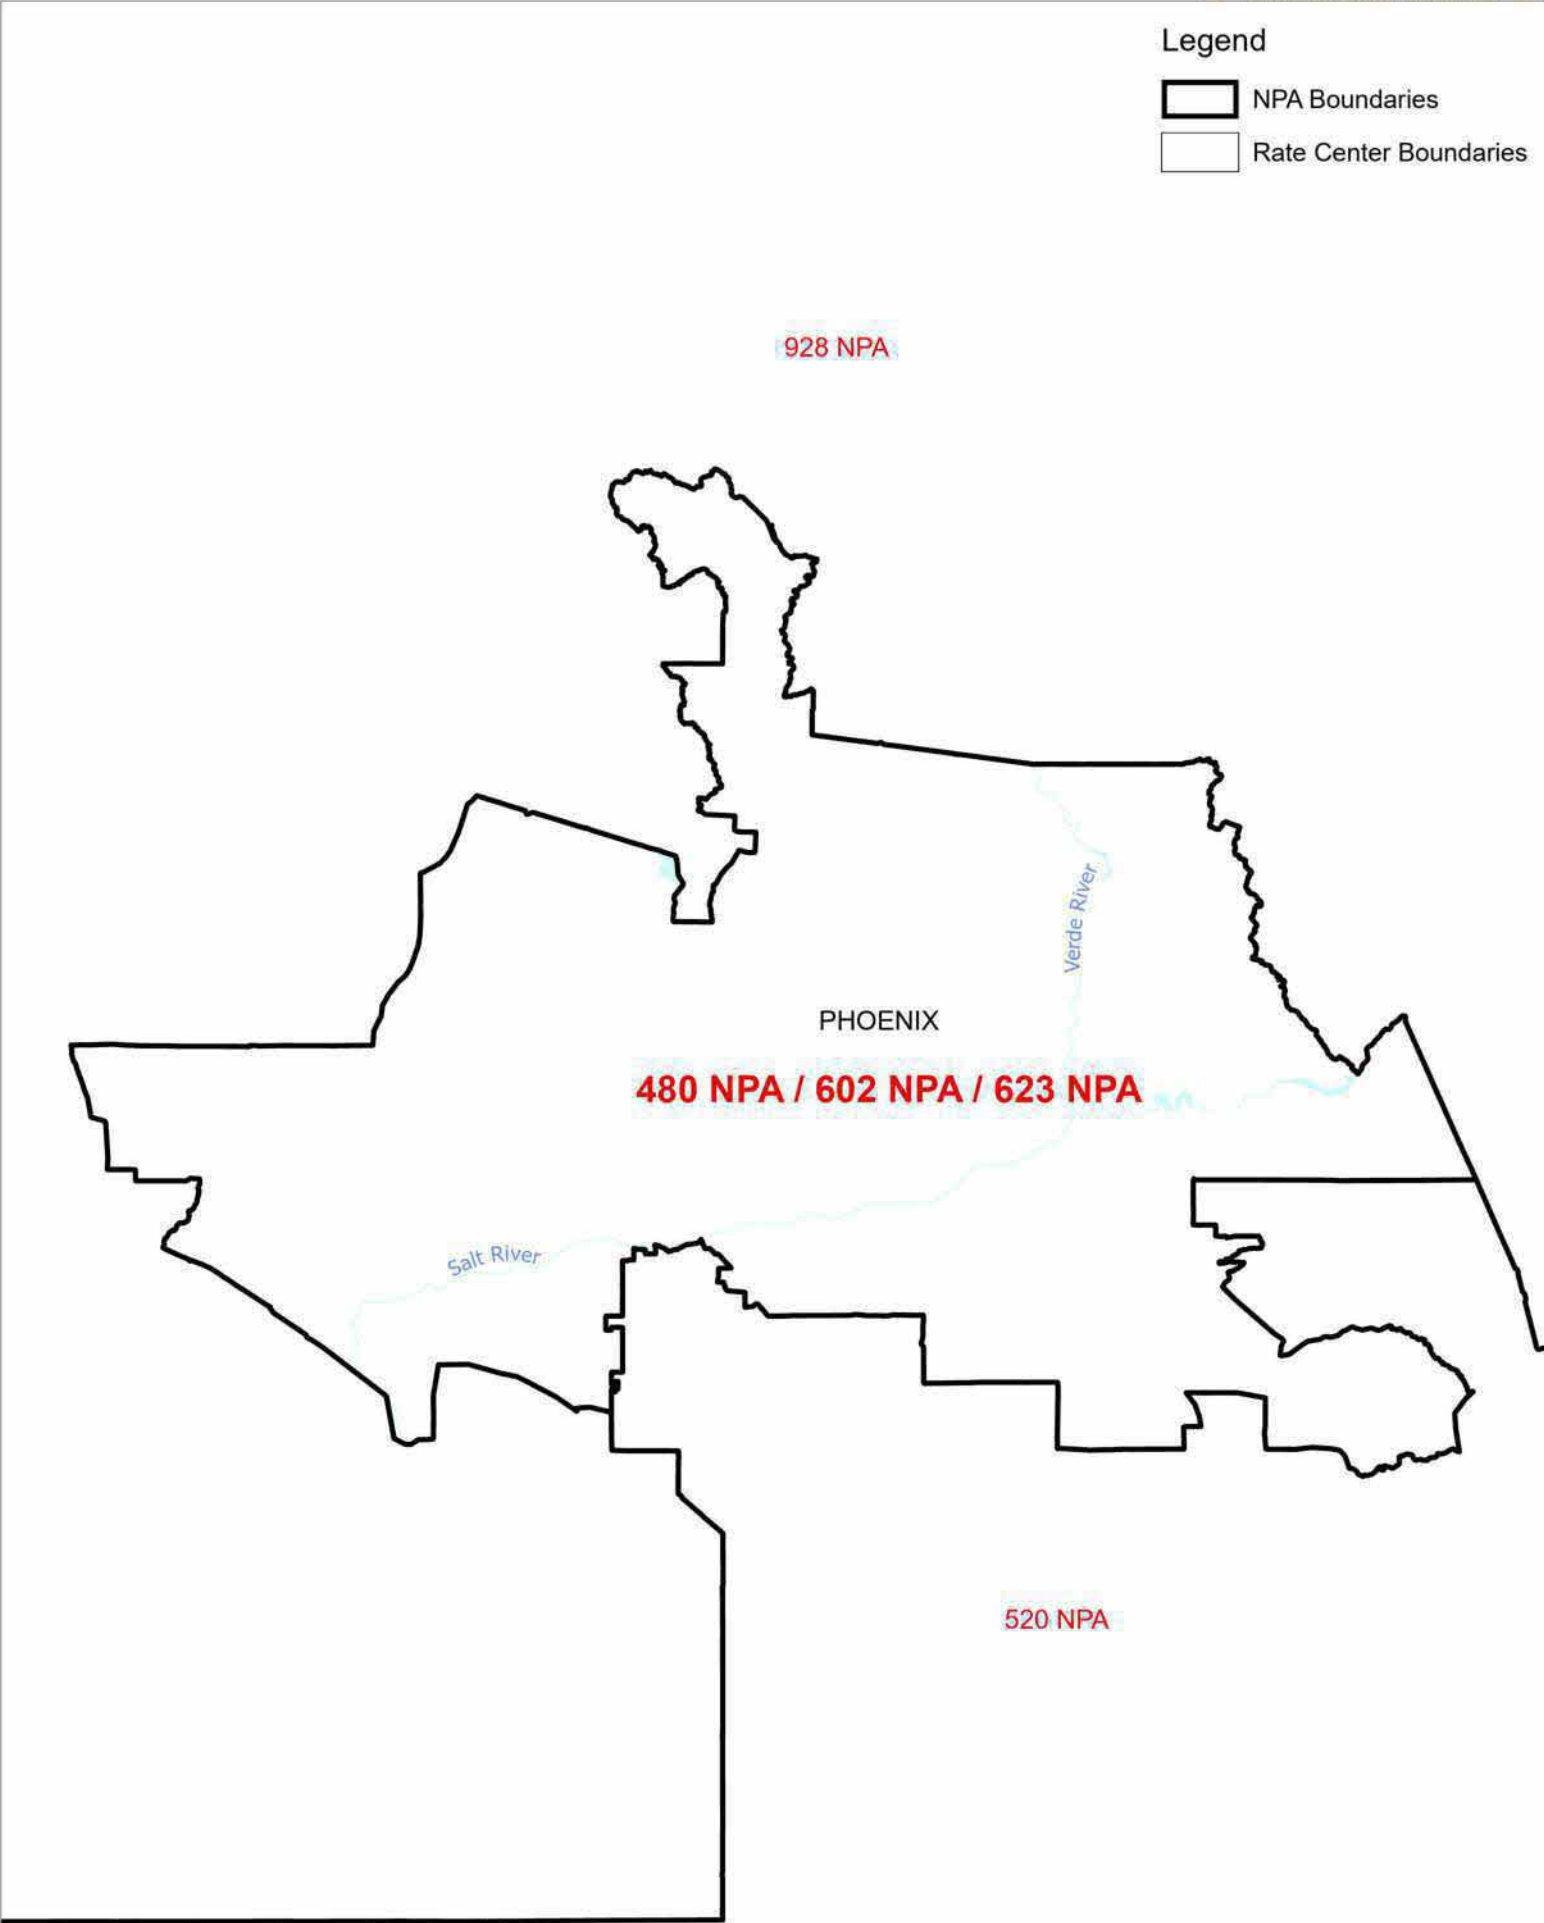 Legend
NPA Boundaries
Rate Center Boundaries
928 NPA
Verde River
PHOENIX
480 NPA / 602 NPA / 623 NPA
Salt River
520 NPA